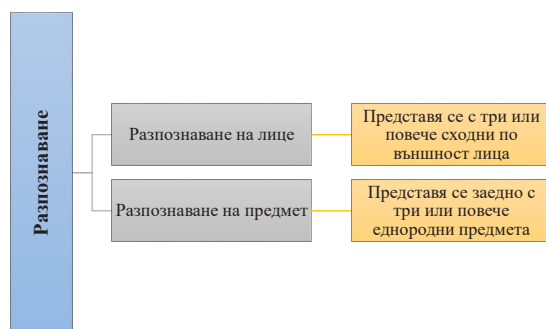 Разпознаване
Разпознаване на лице
Представя се с три или
повече сходни по
външност лица
Разпознаване на предмет
Представя се заедно с
три или повече
еднородни предмета